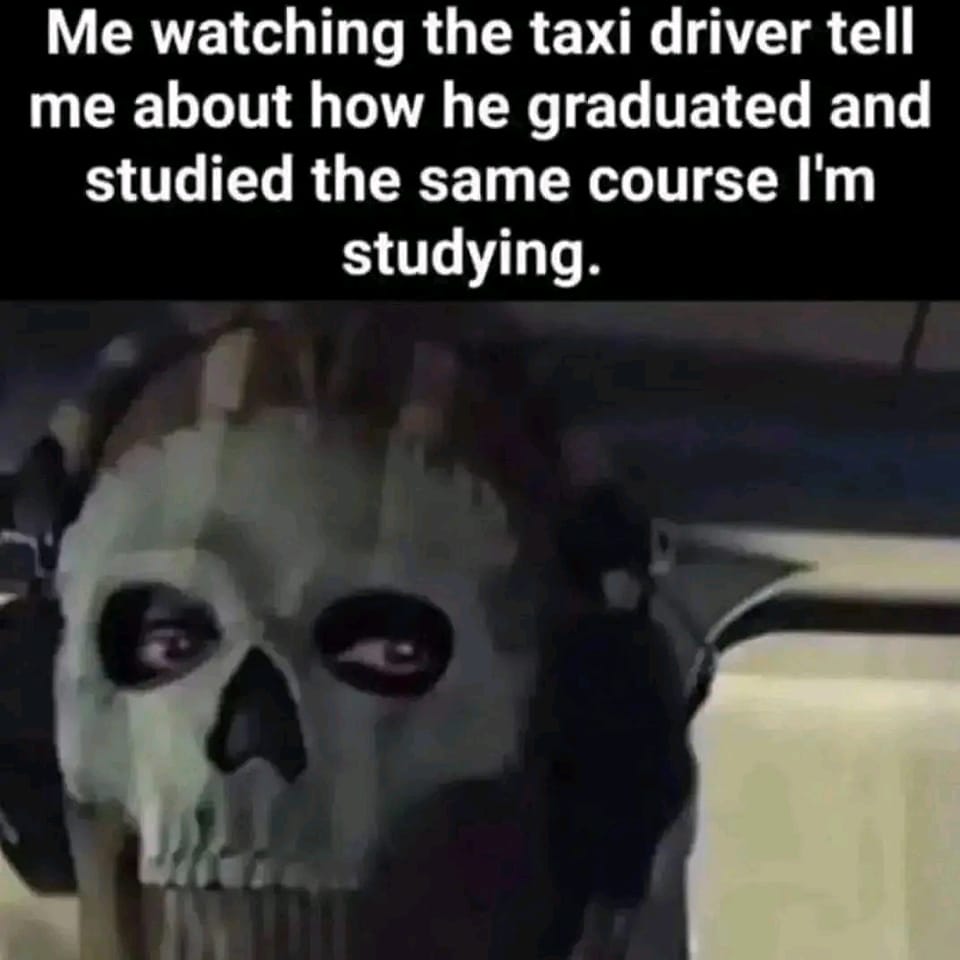 Me watching the taxi driver tell
me about how he graduated and
studied the same course I'm
studying.